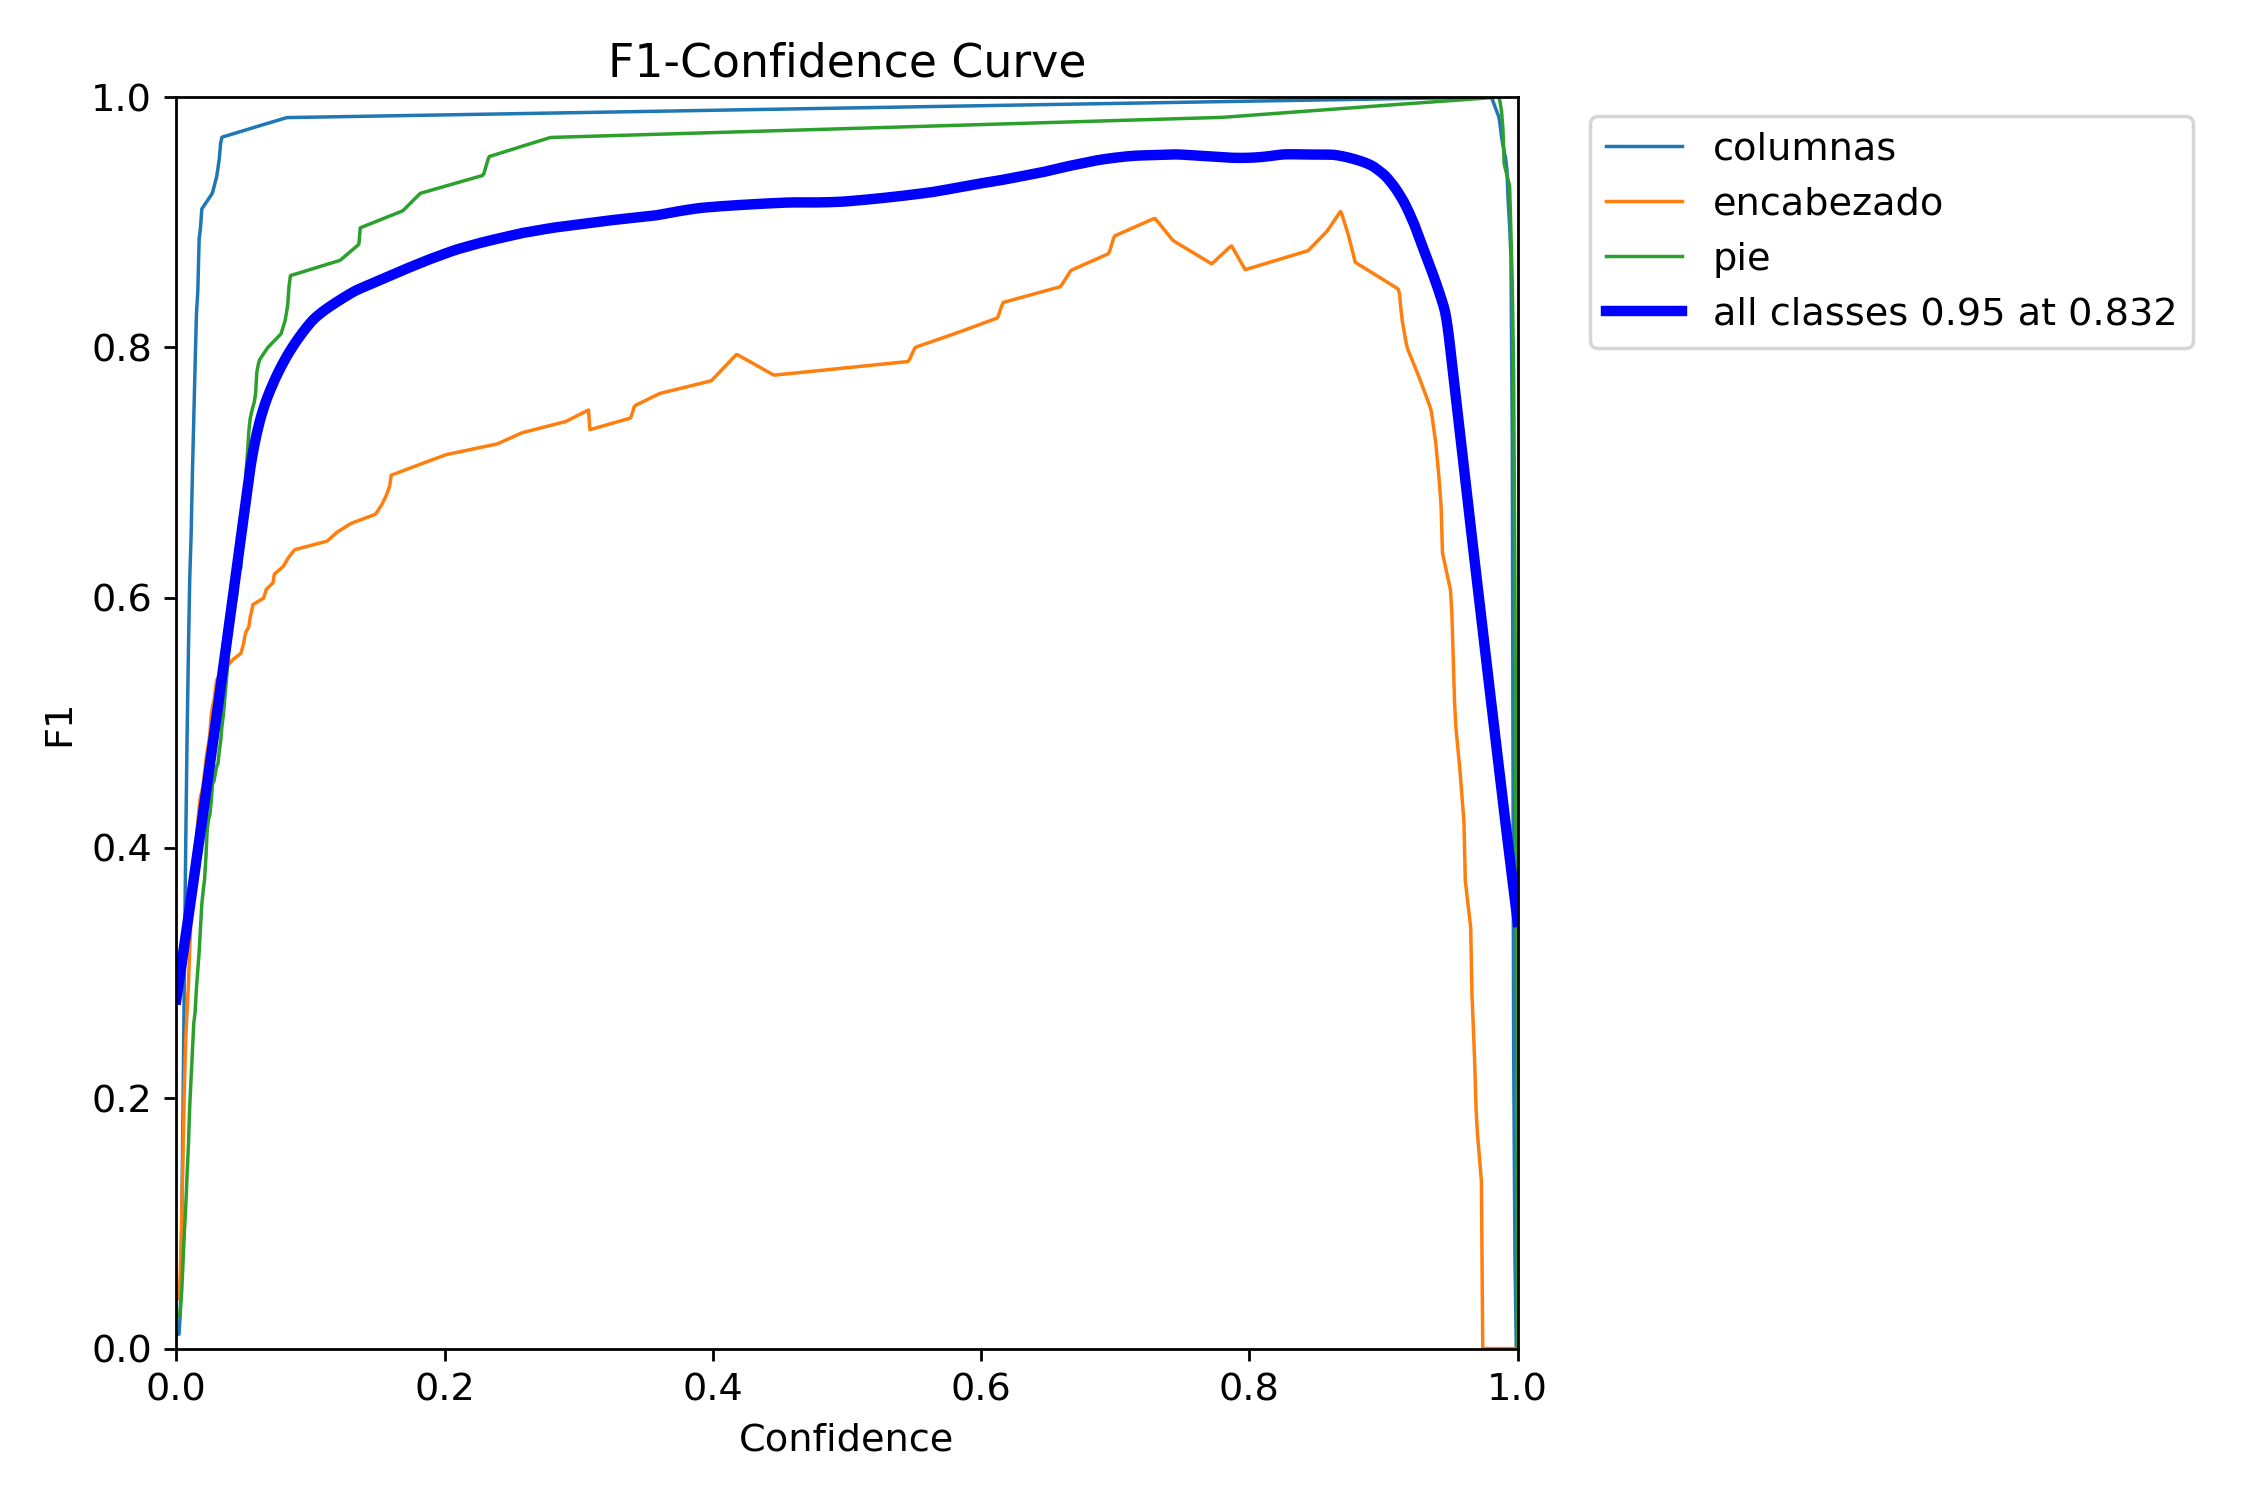 F1-Confidence Curve
1.0
0.8
0.6
0.4
0.2
0.0
F1
0.0 0.2 0.4 0.6 0.8 1.0
Confidence
columnas
encabezado
pie
all classes 0.95 at 0.832